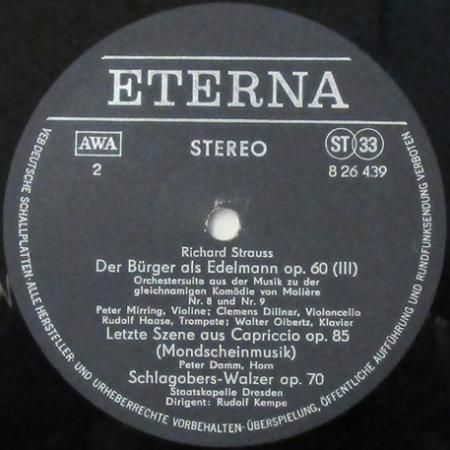 ETERNA
AWA
STEREO
ST 33
2
8 26 439
Richard Strauss
Der Bürger als Edelmann op. 60 (III)
Orchestersuite aus der Musik zu der
gleichnamigen Komödie von Molière
Nr. 8 und Nr. 9
Peter Mirring, Violine; Clemens Dillner, Violoncello
Rudolf Haase, Trompete; Walter Olbertz, Klavier
Letzte Szene aus Capriccio op. 85
(Mondscheinmusik)
Peter Damm, Horn
Schlagobers-Walzer op. 70
Staatskapelle Dresden
Dirigent: Rudolf Kempe
VEB DEUTSCHE SCHALLPLATTEN · ALLE HERSTELLER- UND URHEBERRECHTE VORBEHALTEN · ÜBERSPIELUNG, ÖFFENTLICHE AUFFÜHRUNG UND RUNDFUNKSENDUNG VERBOTEN